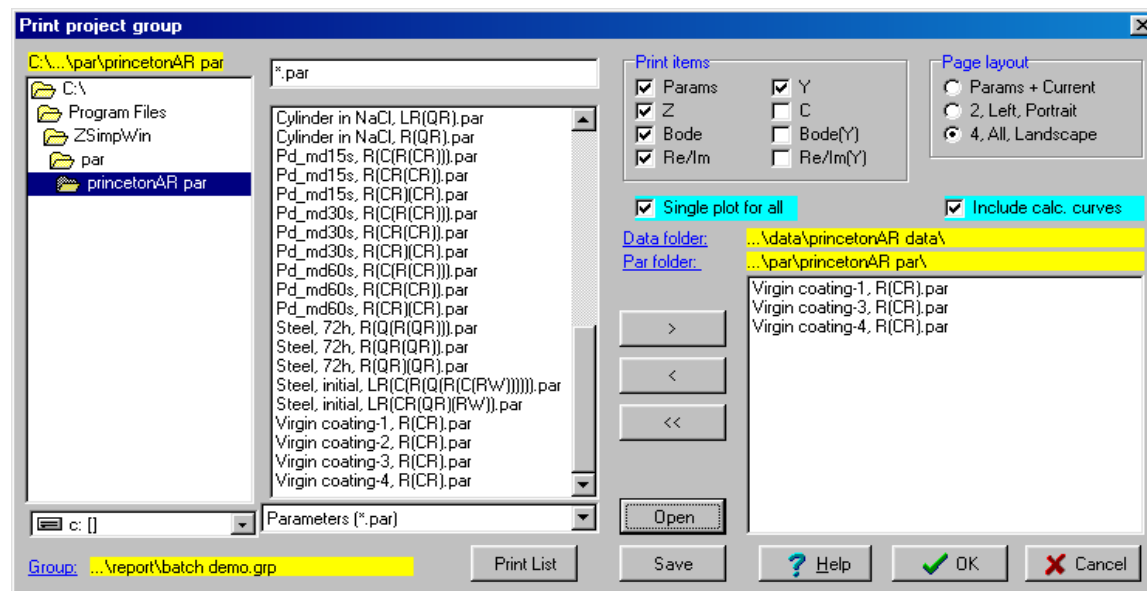 Print project group
C:\...\par\princetonAR par
C:\
Program Files
ZSimpWin
par
princetonAR par
c: []
*.par
Cylinder in NaCl, LR(QR).par
Cylinder in NaCl, R(QR).par
Pd_md15s, R(C(R(CR))).par
Pd_md15s, R(CR(CR)).par
Pd_md15s, R(CR)(CR).par
Pd_md30s, R(C(R(CR))).par
Pd_md30s, R(CR(CR)).par
Pd_md30s, R(CR)(CR).par
Pd_md60s, R(C(R(CR))).par
Pd_md60s, R(CR(CR)).par
Pd_md60s, R(CR)(CR).par
Steel, 72h, R(Q(R(QR))).par
Steel, 72h, R(QR(QR)).par
Steel, 72h, R(QR)(QR).par
Steel, initial, LR(C(R(Q(R(C(RW)))))).par
Steel, initial, LR(CR(QR)(RW)).par
Virgin coating-1, R(CR).par
Virgin coating-2, R(CR).par
Virgin coating-3, R(CR).par
Virgin coating-4, R(CR).par
Parameters (*.par)
Print items
Params
Y
Z
C
Bode
Bode(Y)
Re/Im
Re/Im(Y)
Page layout
Params + Current
2, Left, Portrait
4, All, Landscape
Single plot for all
Include calc. curves
Data folder: ...\data\princetonAR data\
Par folder: ...\par\princetonAR par\
Virgin coating-1, R(CR).par
Virgin coating-3, R(CR).par
Virgin coating-4, R(CR).par
>
<
<<
Open
Group: ...\report\batch demo.grp
Print List
Save
? Help
OK
Cancel